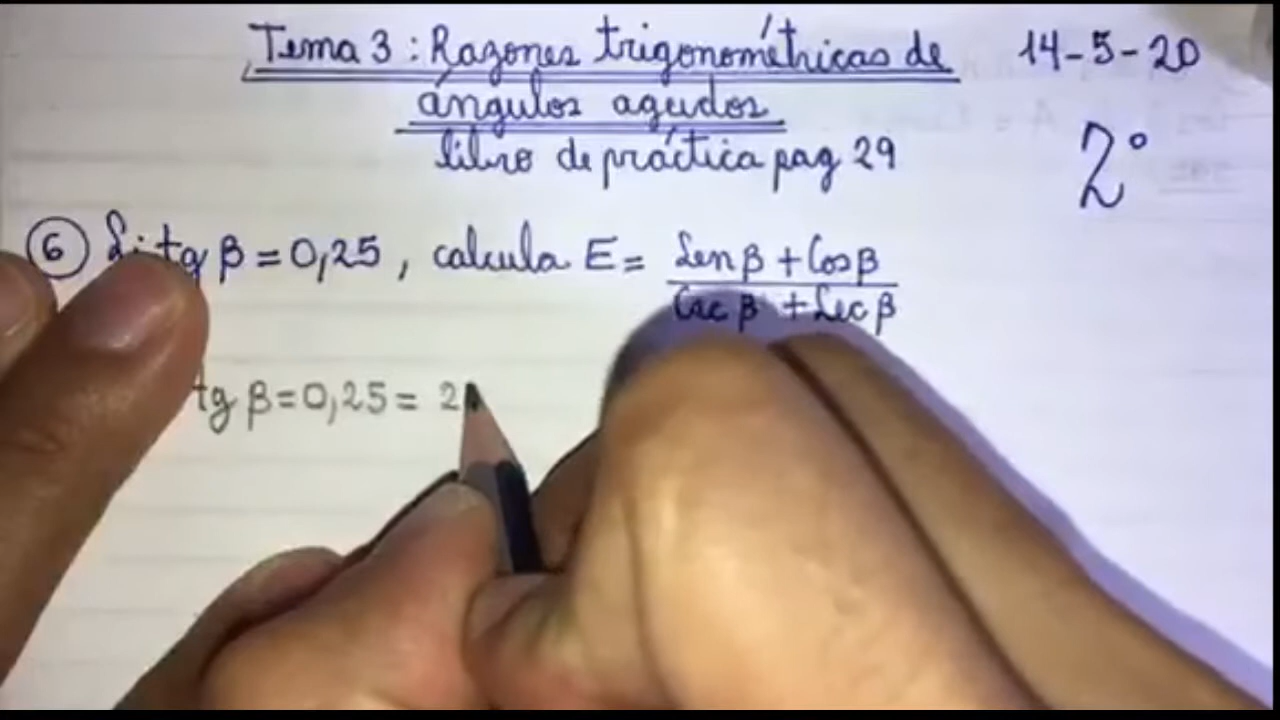 Tema 3 : Razones trigonométricas de
ángulos agudos
14-5-20
libro de práctica pag 29
2°
6 Si tg β = 0,25 , calcula E = Sen β + Cos β
Csc β + Sec β
tg β = 0,25 = 2